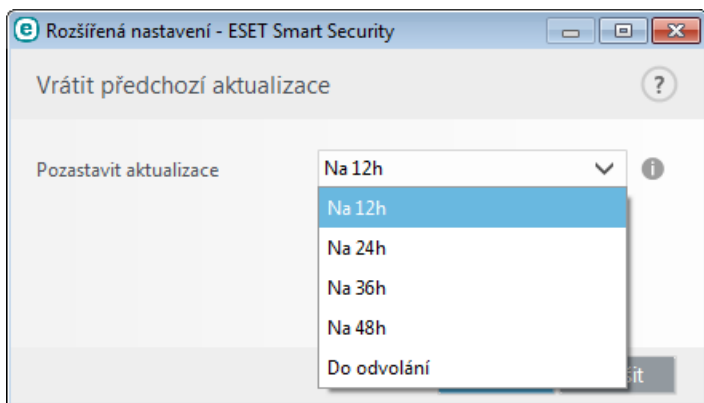 Rozšířená nastavení - ESET Smart Security
Vrátit předchozí aktualizace
?
Pozastavit aktualizace
Na 12h
Na 12h
Na 24h
Na 36h
Na 48h
Do odvolání